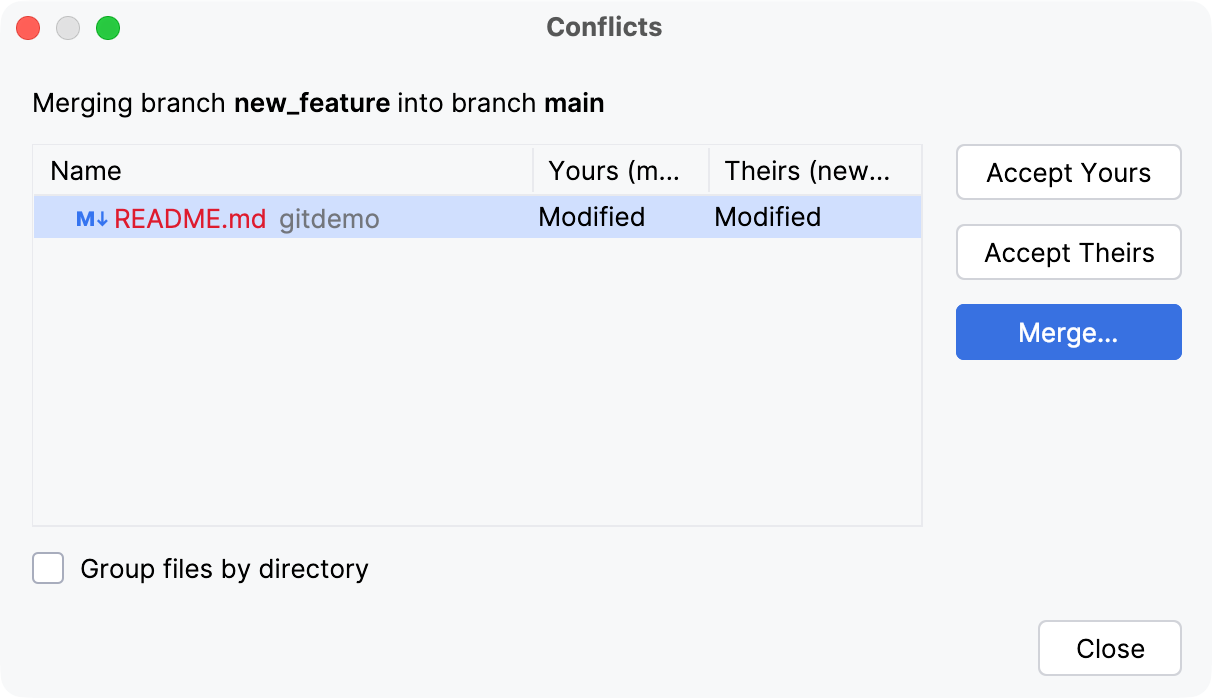 Conflicts
Merging branch new_feature into branch main
Name Yours (m... Theirs (new...
M↓ README.md gitdemo Modified Modified
Accept Yours
Accept Theirs
Merge...
Group files by directory
Close